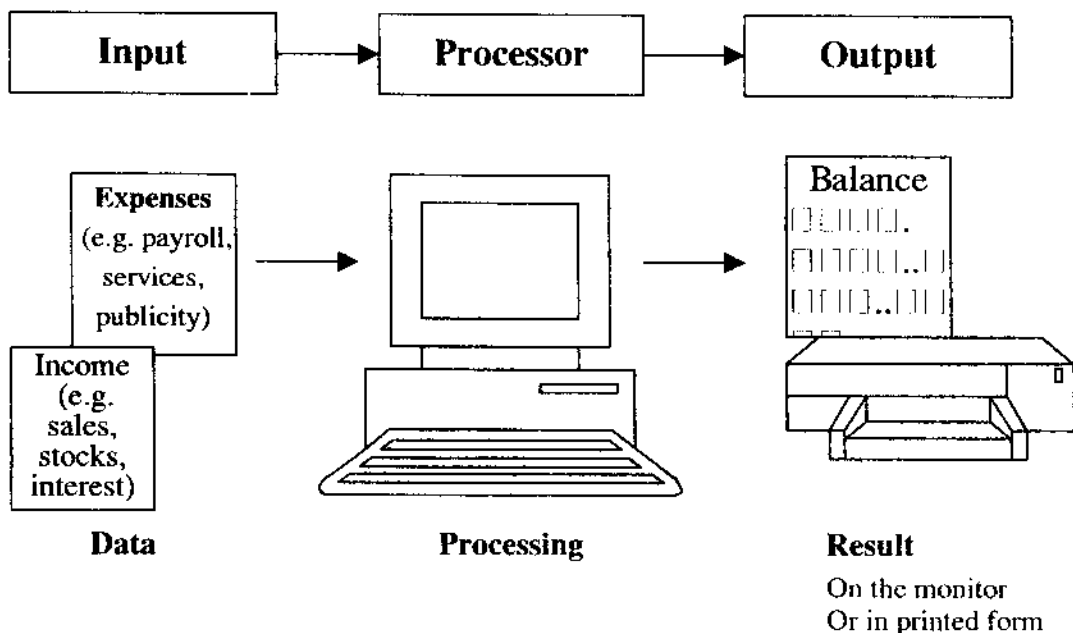 Input
Processor
Output
Expenses
(e.g. payroll,
services,
publicity)
Income
(e.g.
sales,
stocks,
interest)
Balance
Data
Processing
Result
On the monitor
Or in printed form